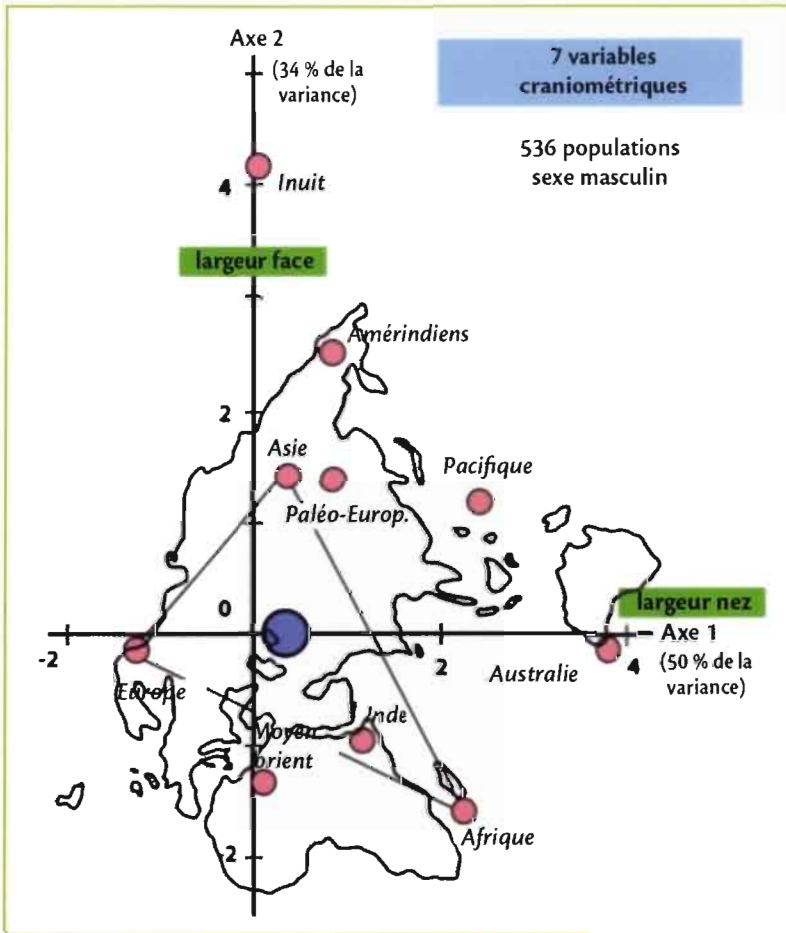 Axe 2
(34 % de la
variance)
7 variables
craniométriques
536 populations
sexe masculin
4
Inuit
largeur face
Amérindiens
2
Asie
Pacifique
Paléo-Europ.
0
largeur nez
-2
2
4
Axe 1
(50 % de la
variance)
Australie
Europe
Inde
Moyen
orient
Afrique
-2